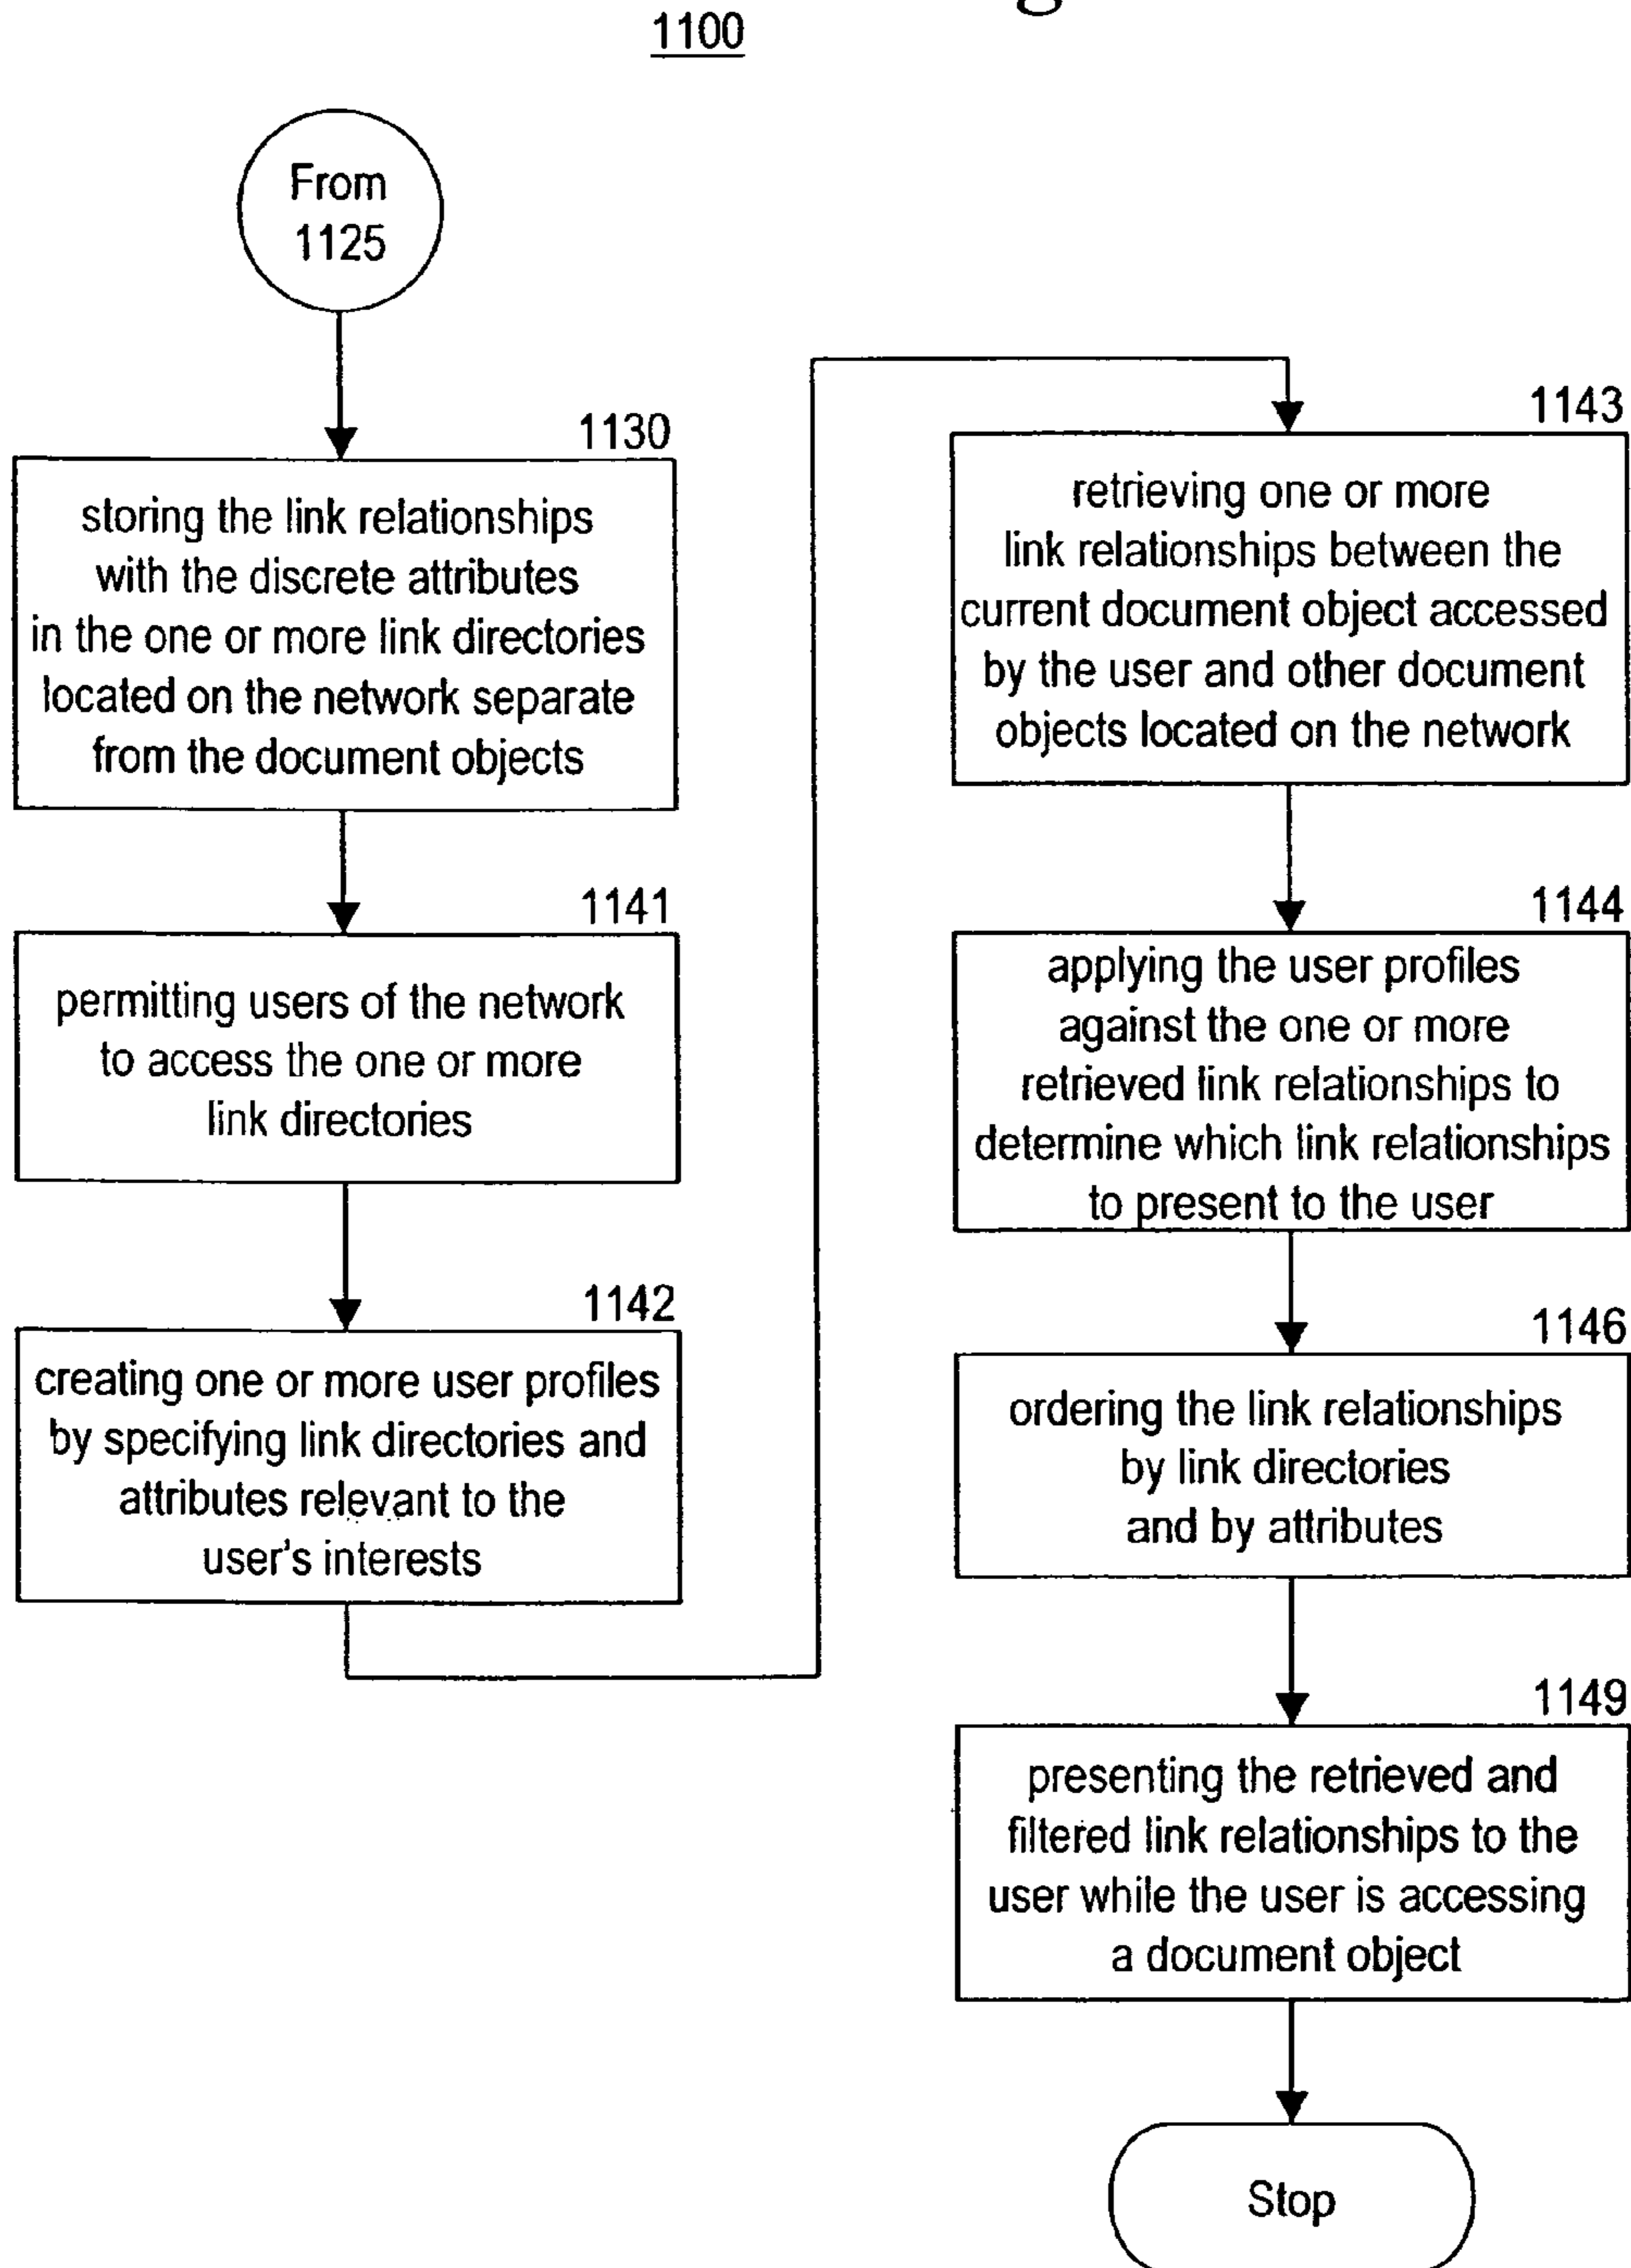 1100
From
1125
1130
storing the link relationships
with the discrete attributes
in the one or more link directories
located on the network separate
from the document objects
1141
permitting users of the network
to access the one or more
link directories
1142
creating one or more user profiles
by specifying link directories and
attributes relevant to the
user's interests
1143
retrieving one or more
link relationships between the
current document object accessed
by the user and other document
objects located on the network
1144
applying the user profiles
against the one or more
retrieved link relationships to
determine which link relationships
to present to the user
1146
ordering the link relationships
by link directories
and by attributes
1149
presenting the retrieved and
filtered link relationships to the
user while the user is accessing
a document object
Stop